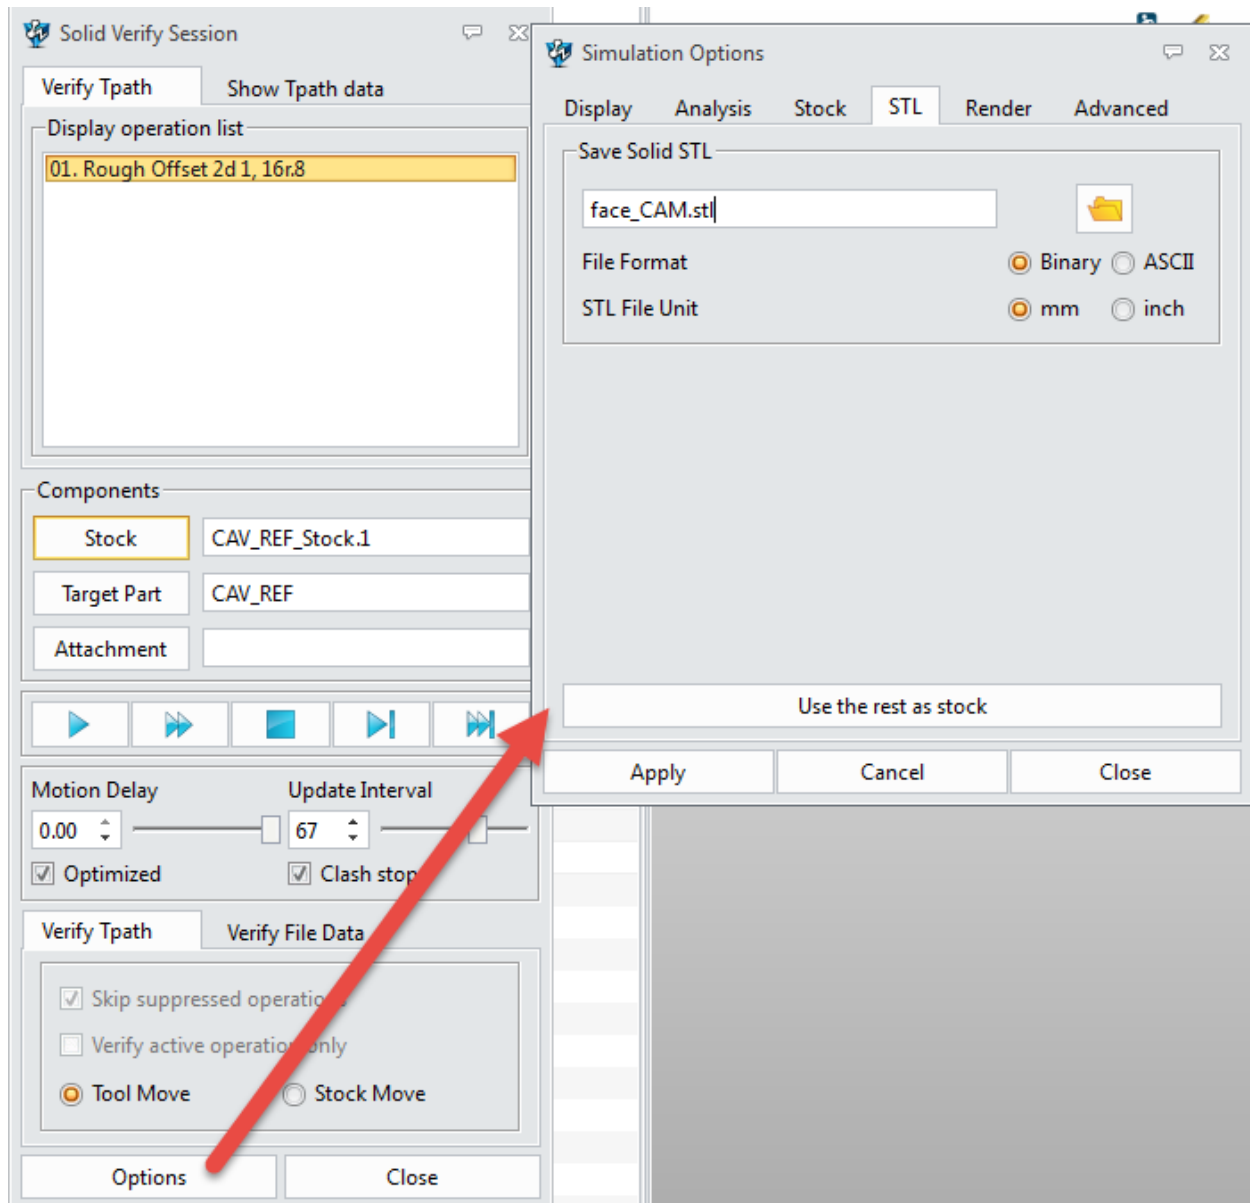 Solid Verify Session
Verify Tpath
Show Tpath data
Display operation list
01. Rough Offset 2d 1, 16r.8
Components
Stock
CAV_REF_Stock.1
Target Part
CAV_REF
Attachment
Motion Delay
Update Interval
0.00
67
Optimized
Clash stop
Verify Tpath
Verify File Data
Skip suppressed operations
Verify active operation only
Tool Move
Stock Move
Options
Close
Simulation Options
Display
Analysis
Stock
STL
Render
Advanced
Save Solid STL
face_CAM.stl
File Format
Binary
ASCII
STL File Unit
mm
inch
Use the rest as stock
Apply
Cancel
Close